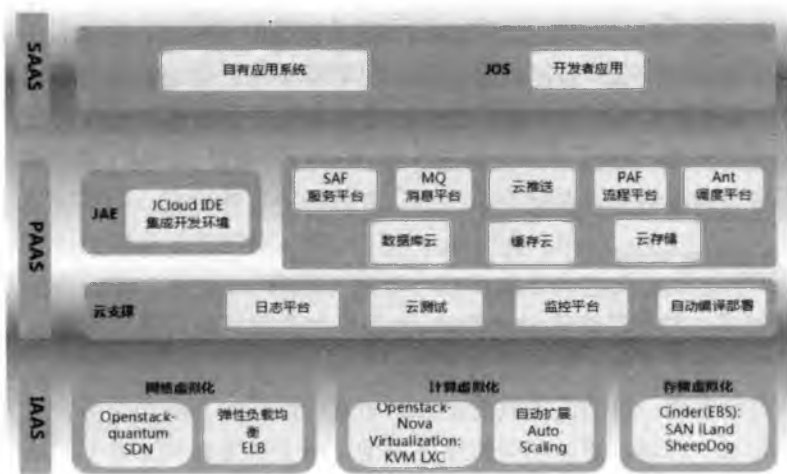 SAAS
自有应用系统
JOS
开发者应用
PAAS
JAE
JCloud IDE
集成开发环境
SAF
服务平台
MQ
消息平台
云推送
PAF
流程平台
Ant
调度平台
数据库云
缓存云
云存储
云支撑
日志平台
云测试
监控平台
自动编译部署
IAAS
网络虚拟化
Openstack-
quantum
SDN
弹性负载均
衡
ELB
计算虚拟化
Openstack-
Nova
Virtualization:
KVM LXC
自动扩展
Auto
Scaling
存储虚拟化
Cinder(EBS):
SAN iLand
SheepDog